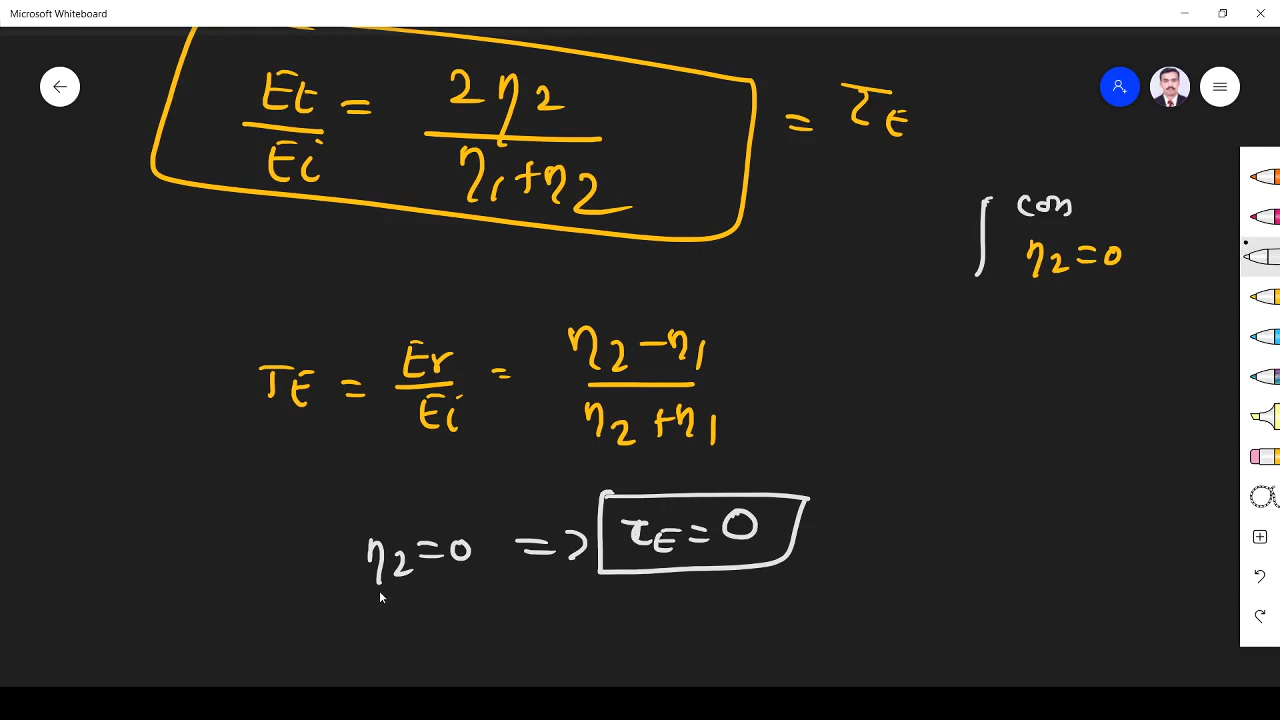 Microsoft Whiteboard
Et/Ei = 2η2/η1+η2 = τE
con
η2=0
ΓE = Er/Ei = η2-η1/η2+η1
η2=0 => τE=0